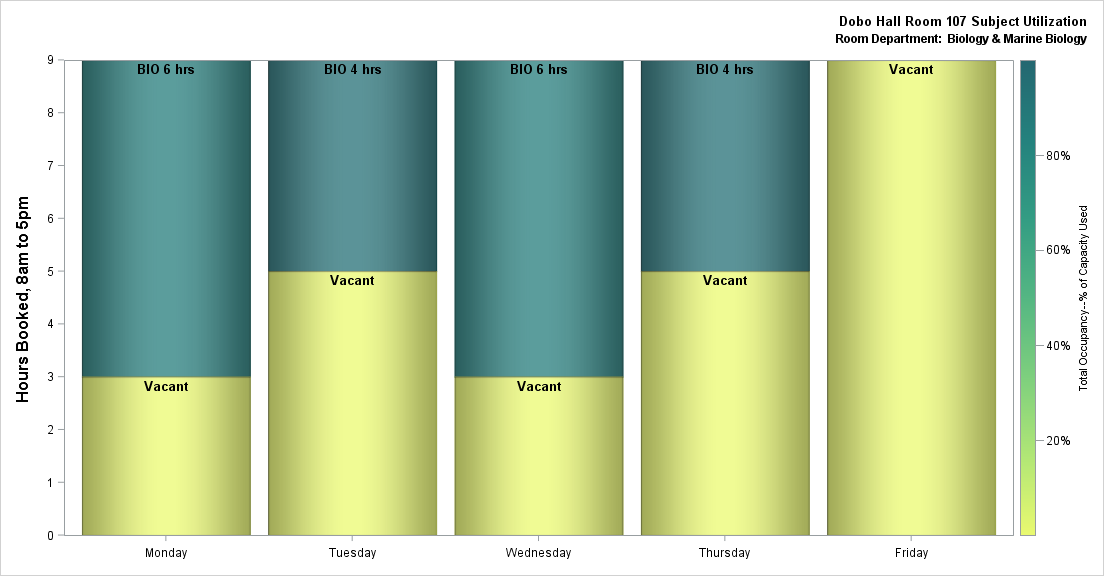 Dobo Hall Room 107 Subject Utilization
Room Department: Biology & Marine Biology
Hours Booked, 8am to 5pm
9
8
7
6
5
4
3
2
1
0
BIO 6 hrs
Vacant
BIO 4 hrs
Vacant
BIO 6 hrs
Vacant
BIO 4 hrs
Vacant
Vacant
Monday
Tuesday
Wednesday
Thursday
Friday
80%
60%
40%
20%
Total Occupancy--% of Capacity Used